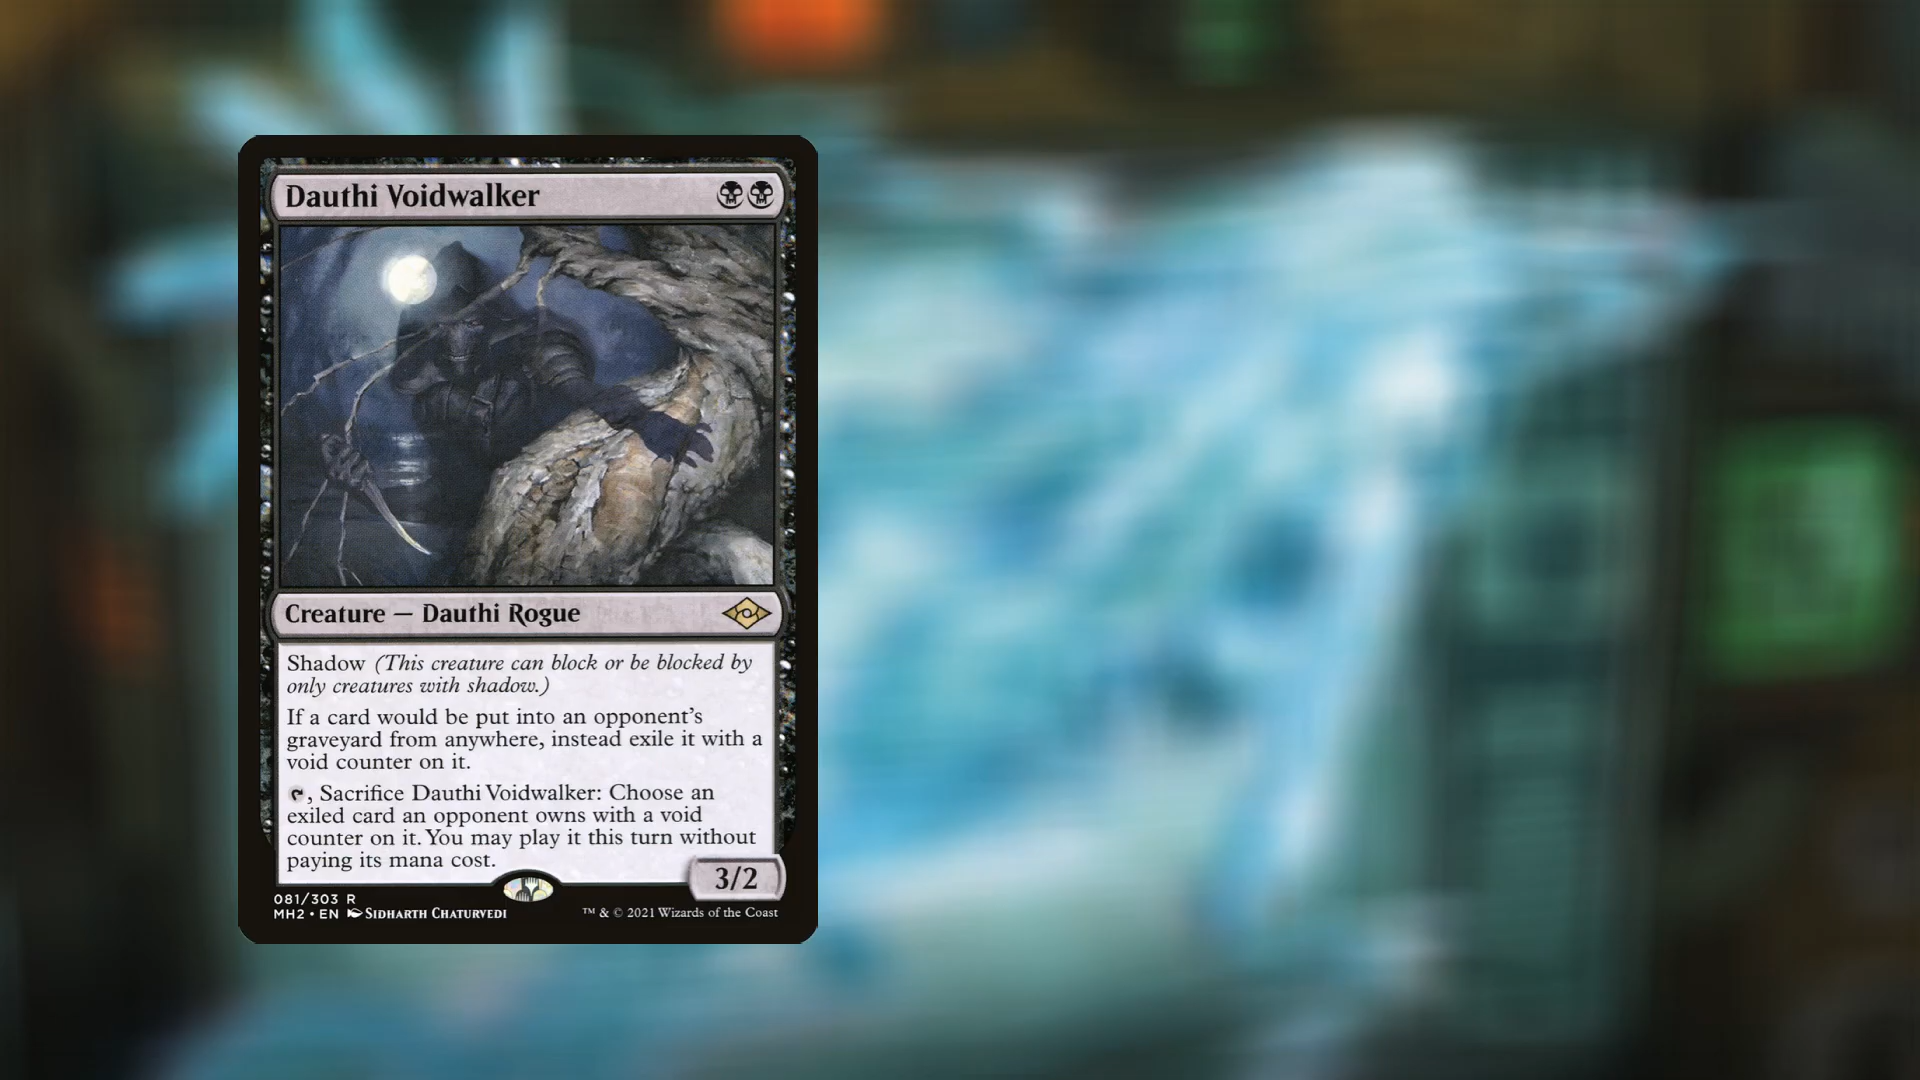 Dauthi Voidwalker
Creature — Dauthi Rogue
Shadow (This creature can block or be blocked by
only creatures with shadow.)
If a card would be put into an opponent's
graveyard from anywhere, instead exile it with a
void counter on it.
, Sacrifice Dauthi Voidwalker: Choose an
exiled card an opponent owns with a void
counter on it. You may play it this turn without
paying its mana cost.
3/2
081/303 R
MH2 • EN Sidharth Chaturvedi
™ & © 2021 Wizards of the Coast